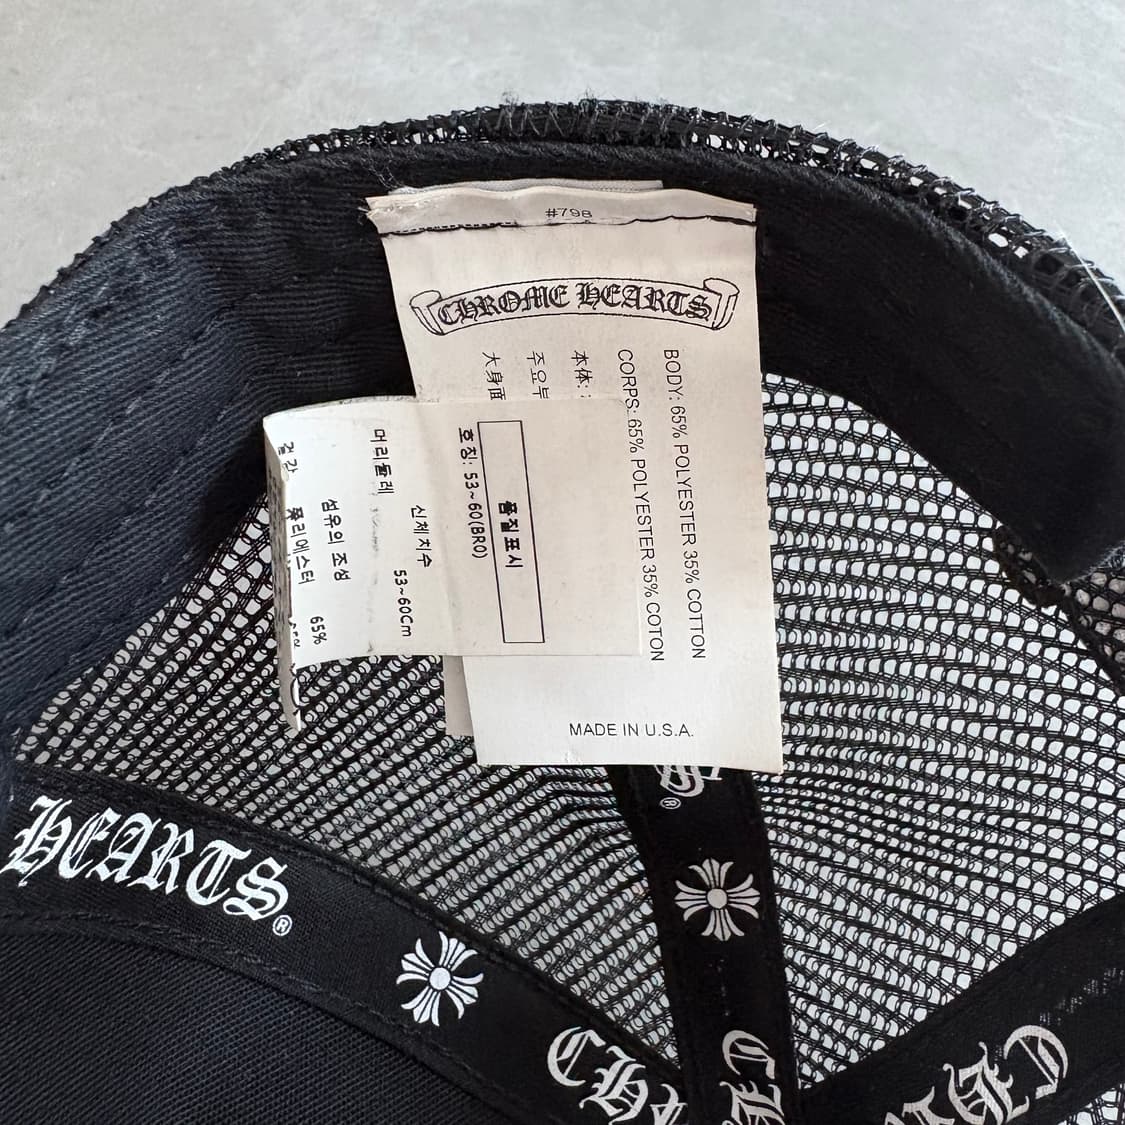 #798
CHROME HEARTS
BODY: 65% POLYESTER 35% COTTON
CORPS: 65% POLYESTER 35% COTON
本体:
주요부
大身面
MADE IN U.S.A.
품질표시
호칭: 53~60(BRO)
신체치수
머리둘레 53~60Cm
섬유의 조성
겉감
폴리에스터 65%
HEARTS®
®